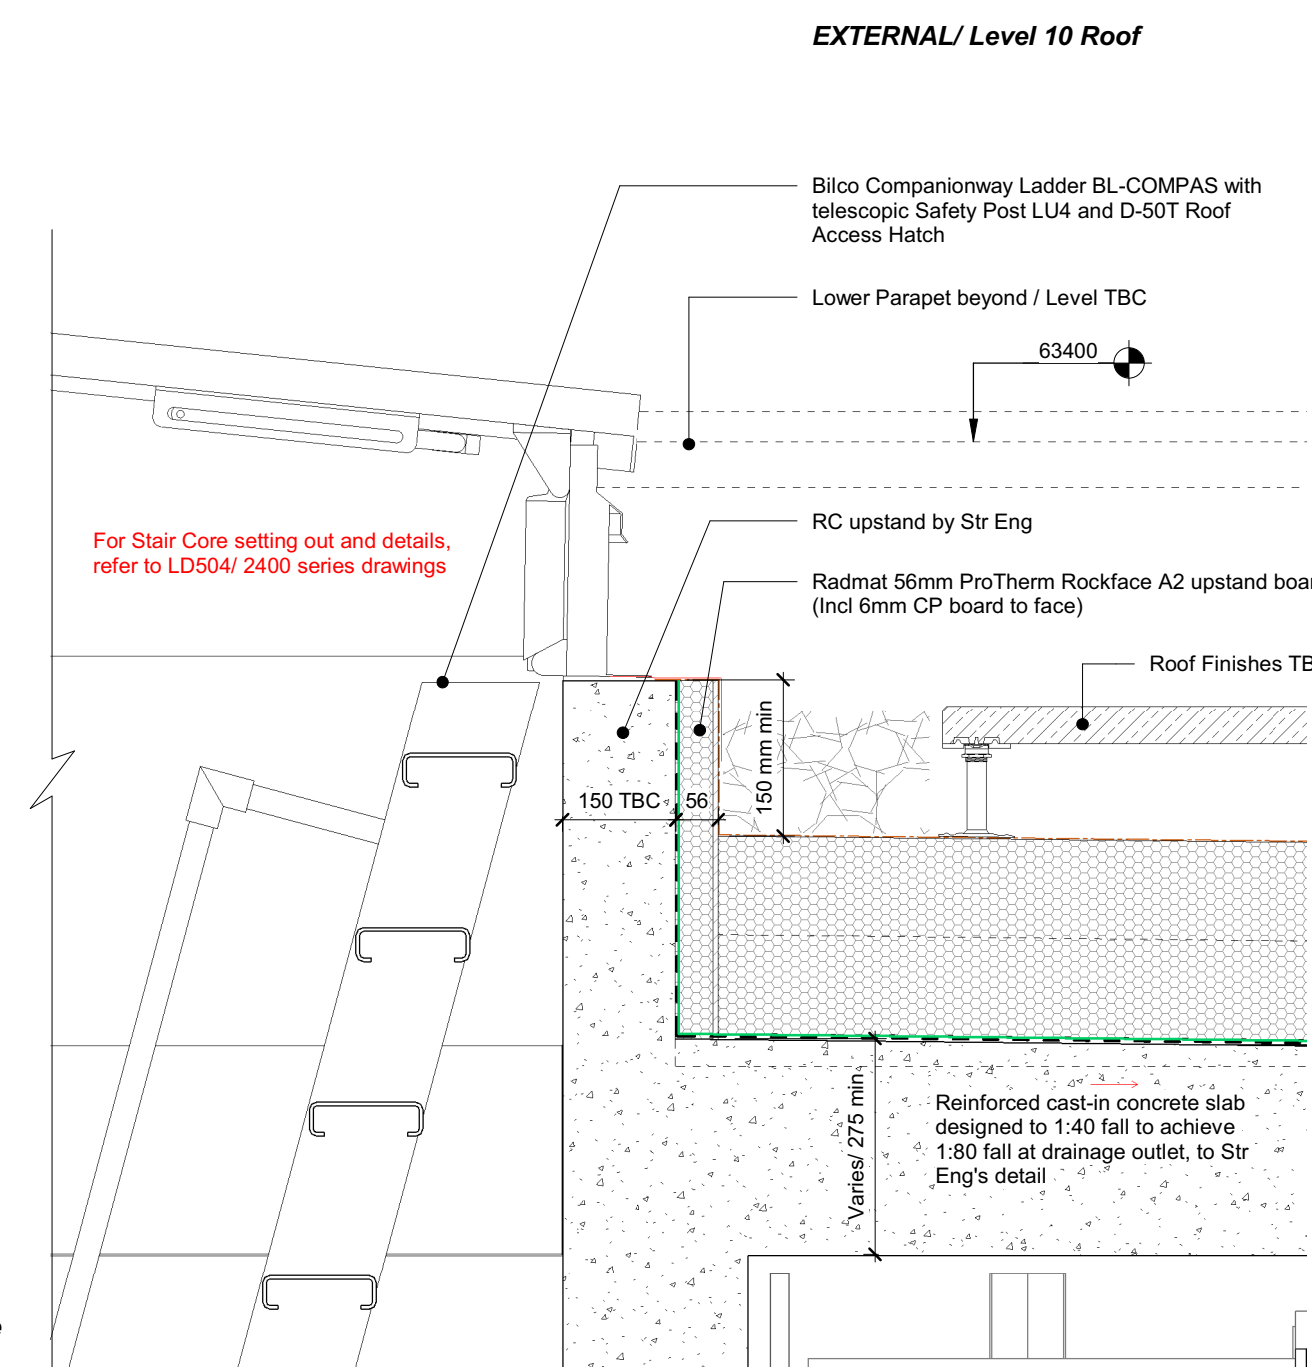 EXTERNAL/ Level 10 Roof
Bilco Companionway Ladder BL-COMPAS with
telescopic Safety Post LU4 and D-50T Roof
Access Hatch
Lower Parapet beyond / Level TBC
63400
RC upstand by Str Eng
For Stair Core setting out and details,
refer to LD504/ 2400 series drawings
Radmat 56mm ProTherm Rockface A2 upstand boar
(Incl 6mm CP board to face)
Roof Finishes TB
150 mm min
150 TBC
56
Varies/ 275 min
Reinforced cast-in concrete slab
designed to 1:40 fall to achieve
1:80 fall at drainage outlet, to Str
Eng's detail